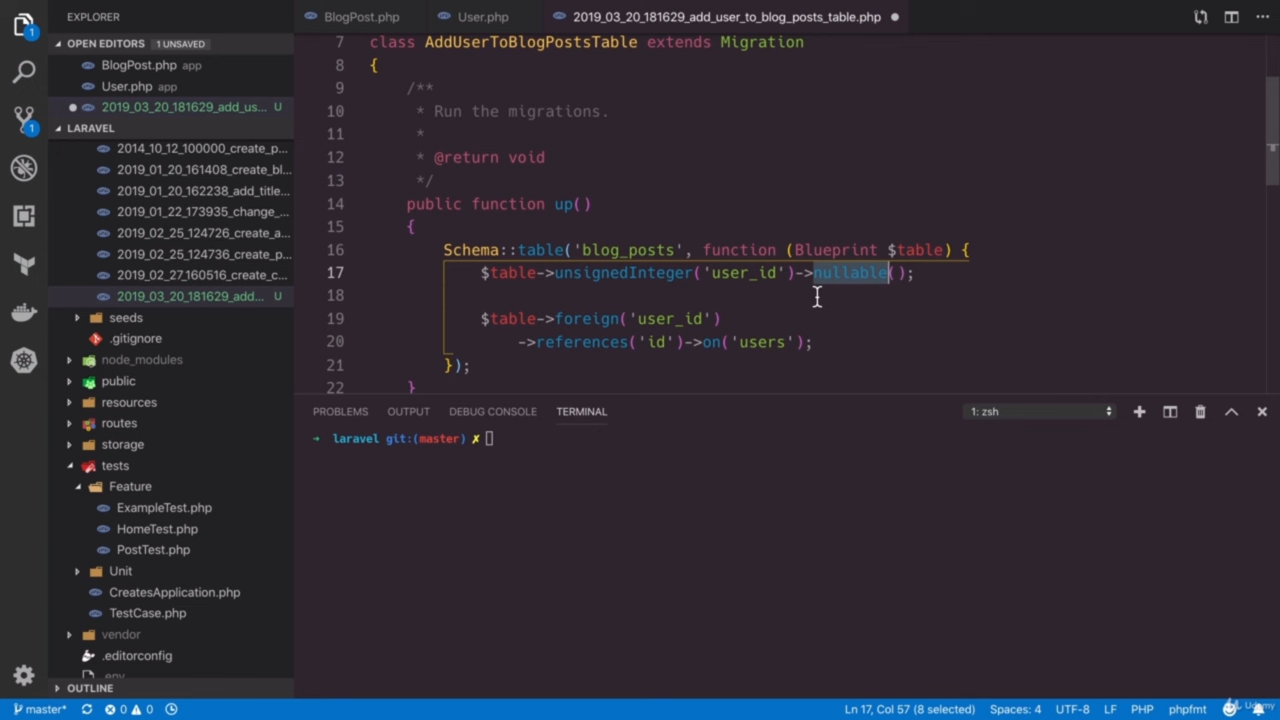 EXPLORER
BlogPost.php
User.php
2019_03_20_181629_add_user_to_blog_posts_table.php
OPEN EDITORS 1 UNSAVED
BlogPost.php app
User.php app
2019_03_20_181629_add_us... U
LARAVEL
2014_10_12_100000_create_p...
2019_01_20_161408_create_bl...
2019_01_20_162238_add_title...
2019_01_22_173935_change_...
2019_02_25_124726_create_a...
2019_02_25_124736_create_p...
2019_02_27_160516_create_c...
2019_03_20_181629_add... U
seeds
.gitignore
node_modules
public
resources
routes
storage
tests
Feature
ExampleTest.php
HomeTest.php
PostTest.php
Unit
CreatesApplication.php
TestCase.php
vendor
.editorconfig
.env
OUTLINE
7 class AddUserToBlogPostsTable extends Migration
8 {
9 /**
10 * Run the migrations.
11 *
12 * @return void
13 */
14 public function up()
15 {
16 Schema::table('blog_posts', function (Blueprint $table) {
17 $table->unsignedInteger('user_id')->nullable();
18
19 $table->foreign('user_id')
20 ->references('id')->on('users');
21 });
22 }
PROBLEMS OUTPUT DEBUG CONSOLE TERMINAL
1: zsh
→ laravel git:(master) ✗
master* 0 0
Ln 17, Col 57 (8 selected) Spaces: 4 UTF-8 LF PHP phpfmt
Udemy
1
1